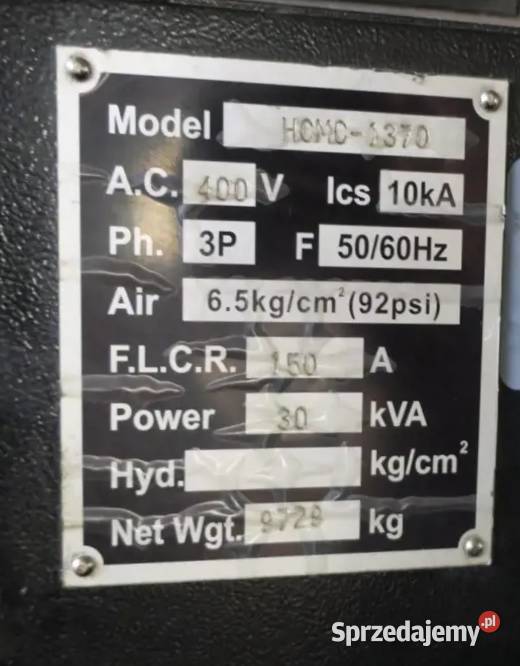 Model HCMC-1370
A.C. 400 V Ics 10kA
Ph. 3P F 50/60Hz
Air 6.5kg/cm²(92psi)
F.L.C.R. 150 A
Power 30 kVA
Hyd. kg/cm²
Net Wgt. 9729 kg
Sprzedajemy.pl